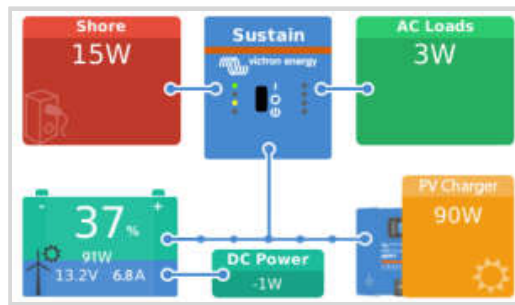 Shore
15W
Sustain
victron energy
AC Loads
3W
37%
91W
13.2V 6.8A
DC Power
-1W
PV Charger
90W